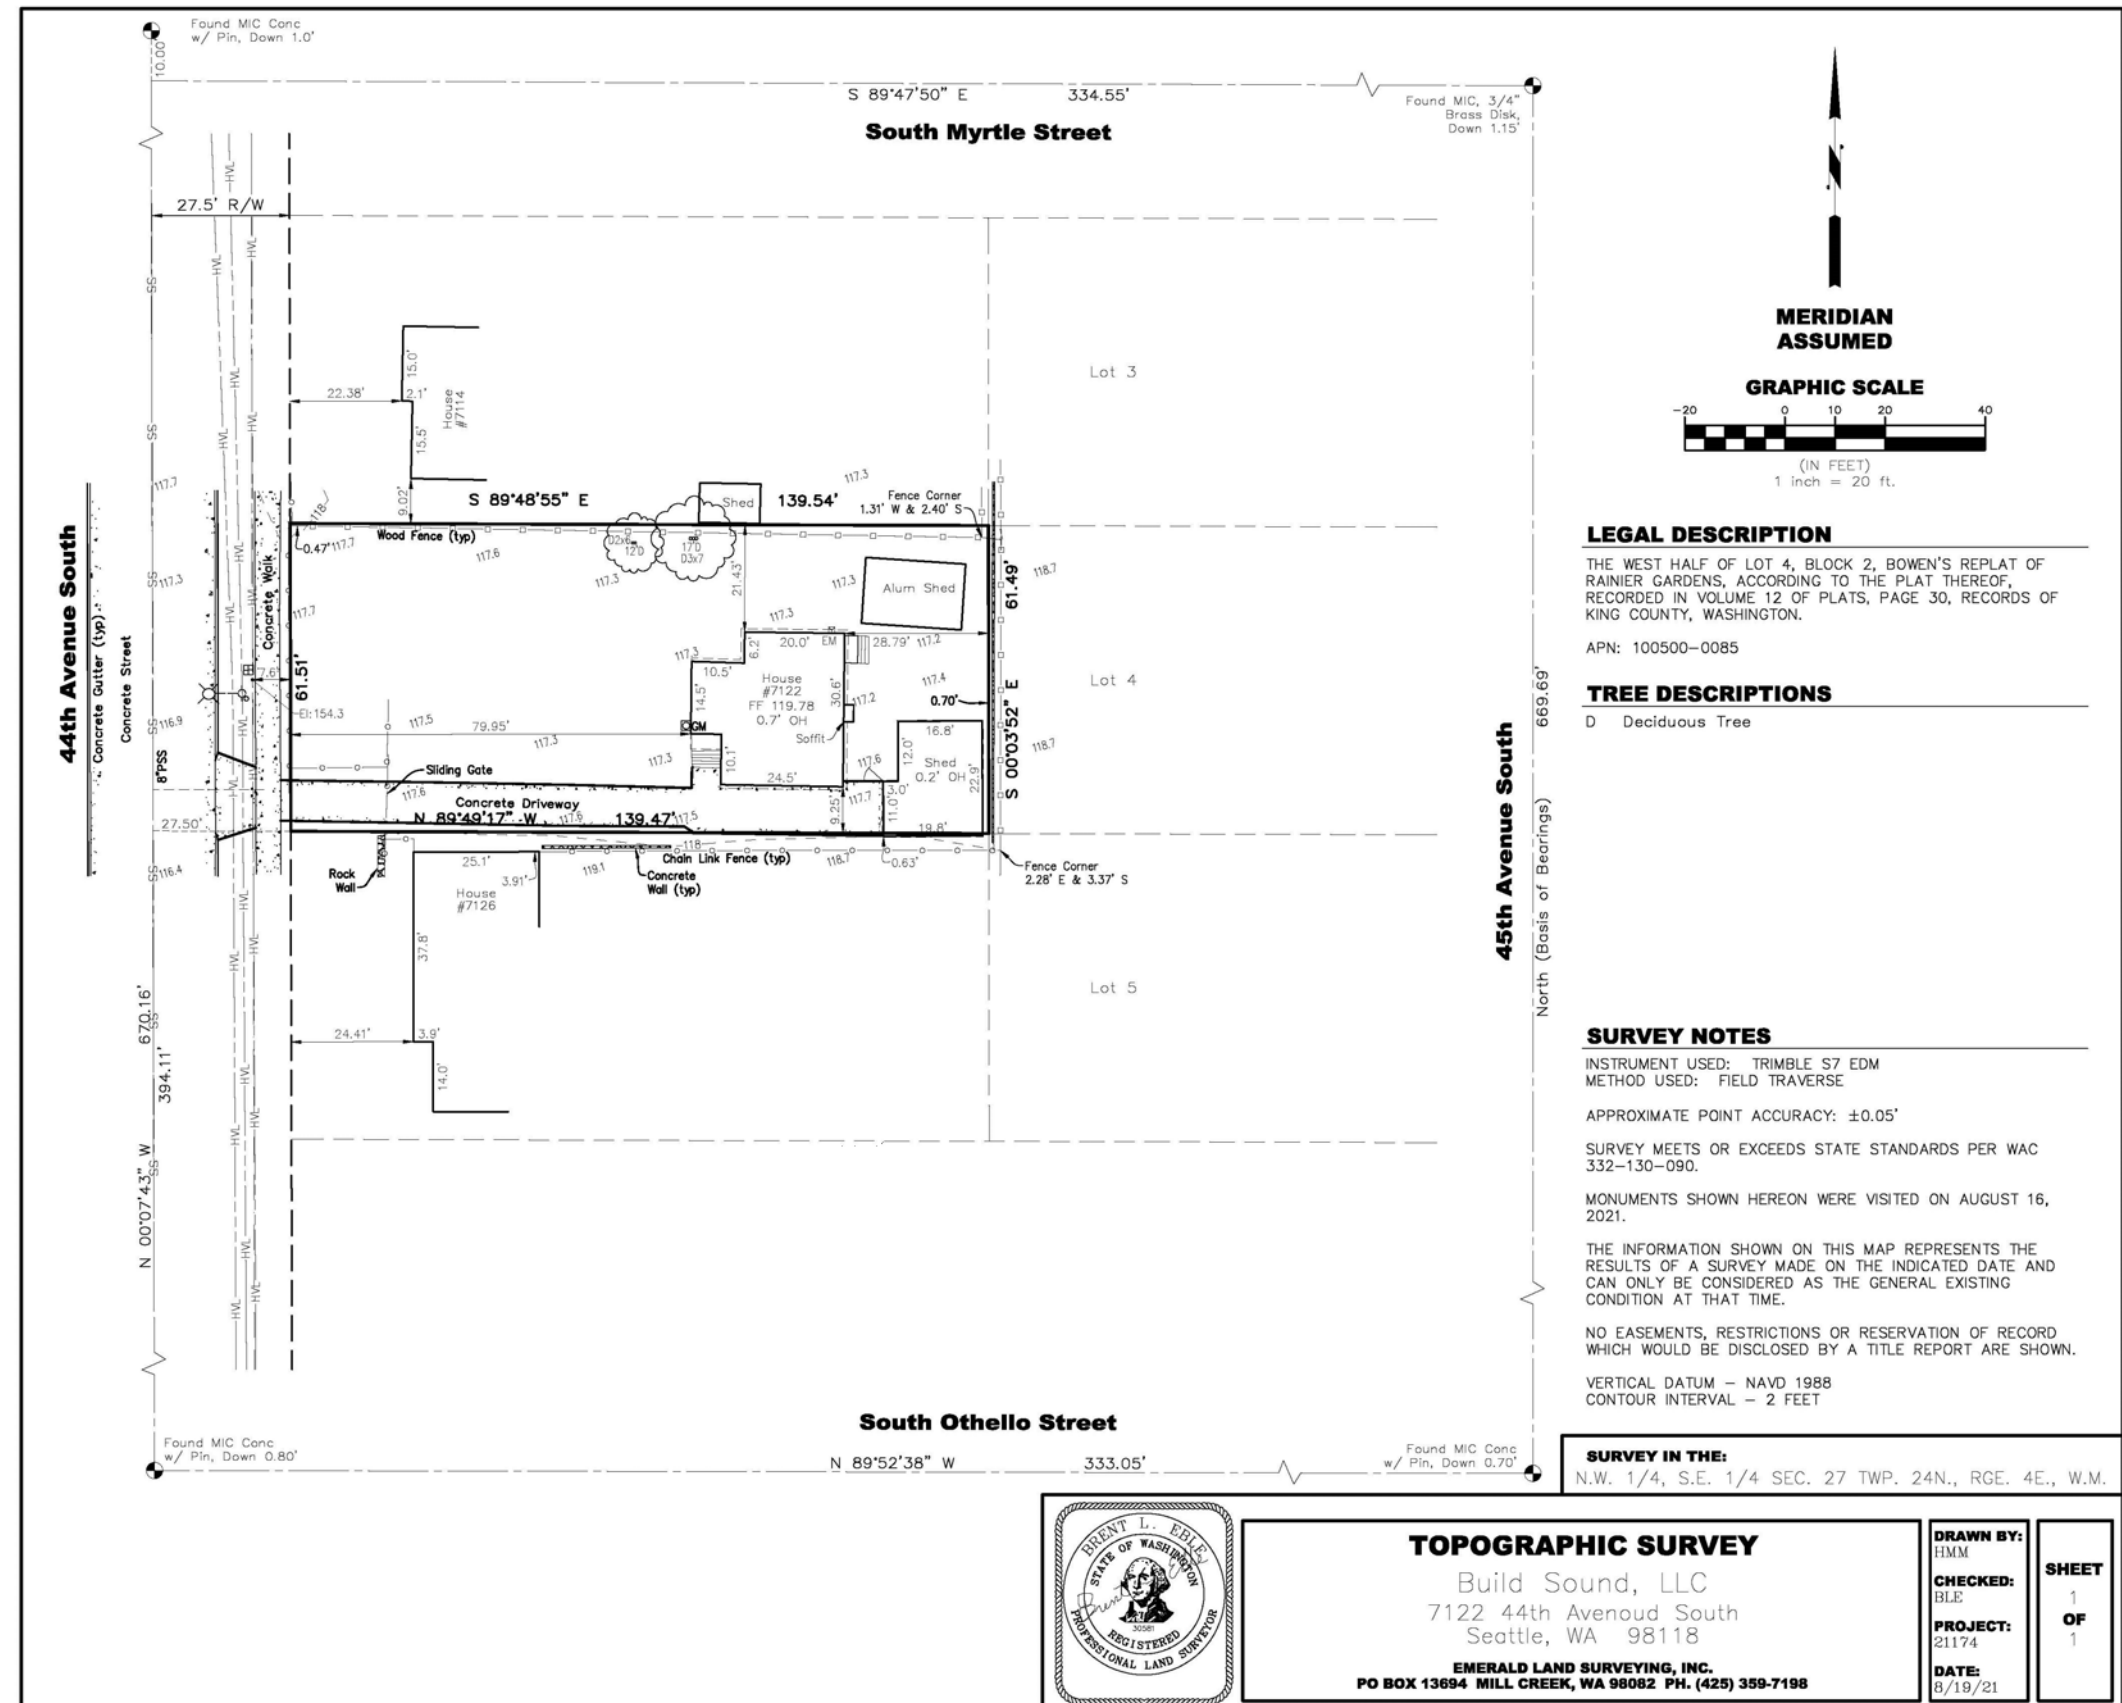 Found MIC Conc
w/ Pin, Down 1.0'
10.00'
S 89°47'50" E
334.55'
South Myrtle Street
Found MIC, 3/4"
Brass Disk,
Down 1.15'
27.5' R/W
HVL
SS
15.0'
22.38'
2.1'
House
#7114
15.5'
9.02'
Lot 3
117.7
118
S 89°48'55" E
Shed
139.54'
117.3
Fence Corner
1.31' W & 2.40' S
0.47'
117.7
Wood Fence (typ)
117.6
D2x6
12'D
17'D
D3x7
117.3
21.43'
117.3
Alum Shed
61.49'
118.7
44th Avenue South
Concrete Gutter (typ)
Concrete Street
Concrete Walk
117.3
117.7
117.3
20.0'
EM
28.79'
117.2
6.2'
117.3
10.5'
7.6'
61.51'
El:154.3
116.9
14.5'
House
#7122
FF 119.78
0.7' OH
30.6'
117.4
117.2
0.70'
Lot 4
GM
Soffit
16.8'
S 00°03'52" E
118.7
117.5
79.95'
117.3
117.3
10.1'
24.5'
117.6
12.0'
Shed
0.2' OH
22.9'
8"PSS
Sliding Gate
117.6
Concrete Driveway
N 89°49'17" W
117.6
139.47'
117.5
9.25'
117.7
3.0'
11.0'
19.8'
27.50'
116.4
118
Chain Link Fence (typ)
118.7
0.63'
Fence Corner
2.28' E & 3.37' S
Rock
Wall
25.1'
3.91'
119.1
Concrete
Wall (typ)
House
#7126
37.8'
24.41'
3.9'
14.0'
Lot 5
45th Avenue South
669.69'
North (Basis of Bearings)
670.16'
394.11'
N 00°07'43" W
South Othello Street
Found MIC Conc
w/ Pin, Down 0.80'
N 89°52'38" W
333.05'
Found MIC Conc
w/ Pin, Down 0.70'
N
MERIDIAN
ASSUMED
GRAPHIC SCALE
-20 0 10 20 40
(IN FEET)
1 inch = 20 ft.
LEGAL DESCRIPTION
THE WEST HALF OF LOT 4, BLOCK 2, BOWEN'S REPLAT OF
RAINIER GARDENS, ACCORDING TO THE PLAT THEREOF,
RECORDED IN VOLUME 12 OF PLATS, PAGE 30, RECORDS OF
KING COUNTY, WASHINGTON.
APN: 100500-0085
TREE DESCRIPTIONS
D Deciduous Tree
SURVEY NOTES
INSTRUMENT USED: TRIMBLE S7 EDM
METHOD USED: FIELD TRAVERSE
APPROXIMATE POINT ACCURACY: ±0.05'
SURVEY MEETS OR EXCEEDS STATE STANDARDS PER WAC
332-130-090.
MONUMENTS SHOWN HEREON WERE VISITED ON AUGUST 16,
2021.
THE INFORMATION SHOWN ON THIS MAP REPRESENTS THE
RESULTS OF A SURVEY MADE ON THE INDICATED DATE AND
CAN ONLY BE CONSIDERED AS THE GENERAL EXISTING
CONDITION AT THAT TIME.
NO EASEMENTS, RESTRICTIONS OR RESERVATION OF RECORD
WHICH WOULD BE DISCLOSED BY A TITLE REPORT ARE SHOWN.
VERTICAL DATUM - NAVD 1988
CONTOUR INTERVAL - 2 FEET
SURVEY IN THE:
N.W. 1/4, S.E. 1/4 SEC. 27 TWP. 24N., RGE. 4E., W.M.
BRENT L. EBLE
STATE OF WASHINGTON
30581
REGISTERED
PROFESSIONAL LAND SURVEYOR
TOPOGRAPHIC SURVEY
Build Sound, LLC
7122 44th Avenoud South
Seattle, WA 98118
EMERALD LAND SURVEYING, INC.
PO BOX 13694 MILL CREEK, WA 98082 PH. (425) 359-7198
DRAWN BY:
HMM
CHECKED:
BLE
PROJECT:
21174
DATE:
8/19/21
SHEET
1
OF
1